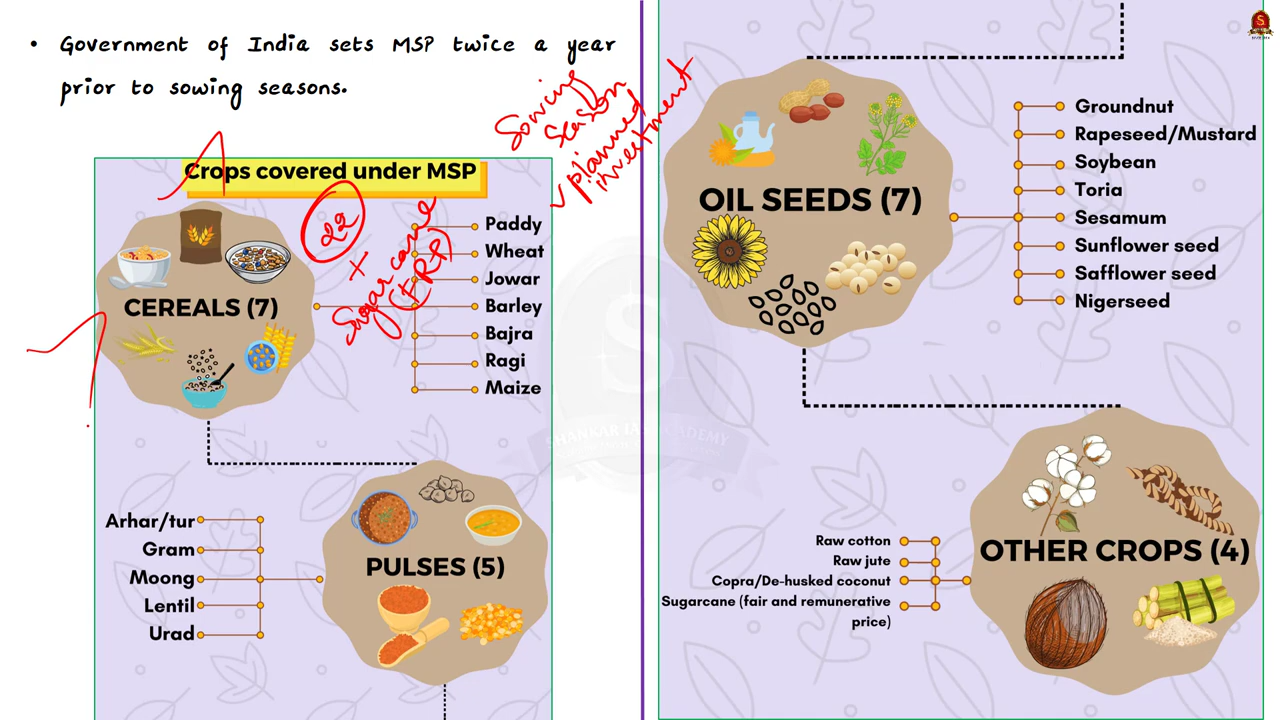 • Government of India sets MSP twice a year
prior to sowing seasons.
Sowing
season
planned
✓ investment
Crops covered under MSP
22
+
Sugarcane
(FRP)
CEREALS (7)
Paddy
Wheat
Jowar
Barley
Bajra
Ragi
Maize
Arhar/tur
Gram
Moong
Lentil
Urad
PULSES (5)
OIL SEEDS (7)
Groundnut
Rapeseed/Mustard
Soybean
Toria
Sesamum
Sunflower seed
Safflower seed
Nigerseed
OTHER CROPS (4)
Raw cotton
Raw jute
Copra/De-husked coconut
Sugarcane (fair and remunerative
price)
SHANKAR IAS ACADEMY